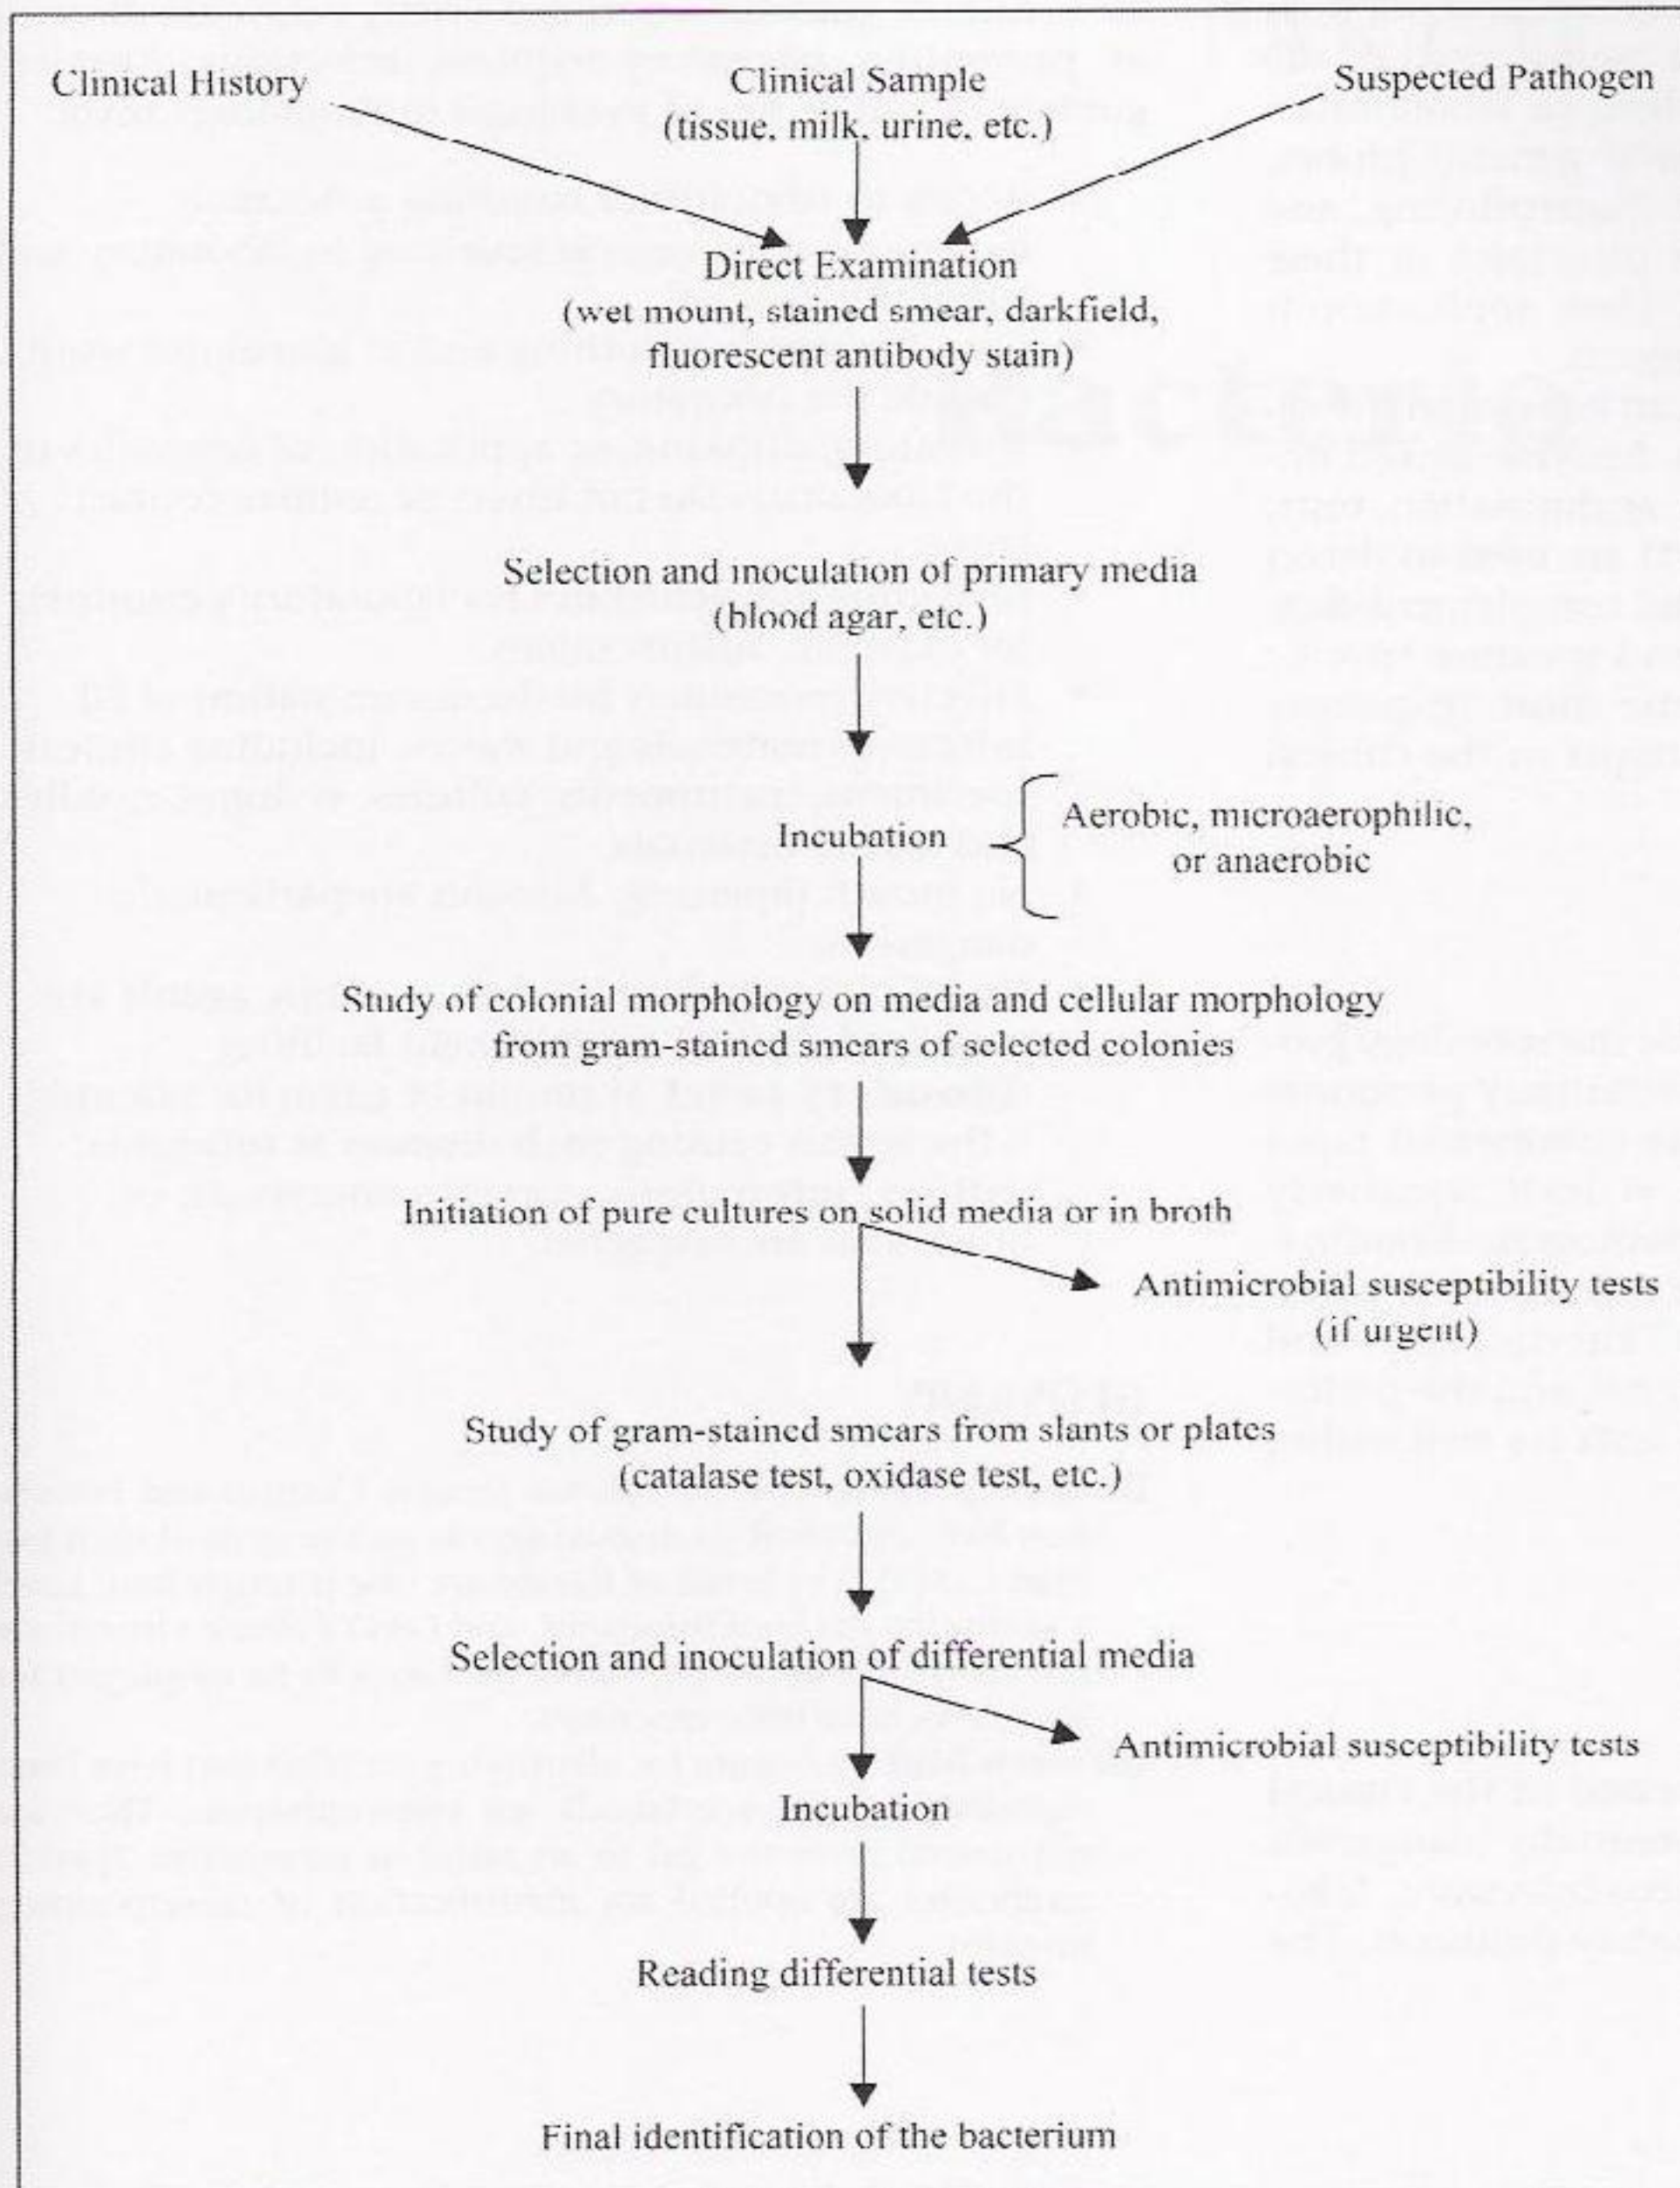 Clinical History
Clinical Sample
(tissue, milk, urine, etc.)
Suspected Pathogen
Direct Examination
(wet mount, stained smear, darkfield,
fluorescent antibody stain)
Selection and inoculation of primary media
(blood agar, etc.)
Incubation
Aerobic, microaerophilic,
or anaerobic
Study of colonial morphology on media and cellular morphology
from gram-stained smears of selected colonies
Initiation of pure cultures on solid media or in broth
Antimicrobial susceptibility tests
(if urgent)
Study of gram-stained smears from slants or plates
(catalase test, oxidase test, etc.)
Selection and inoculation of differential media
Antimicrobial susceptibility tests
Incubation
Reading differential tests
Final identification of the bacterium